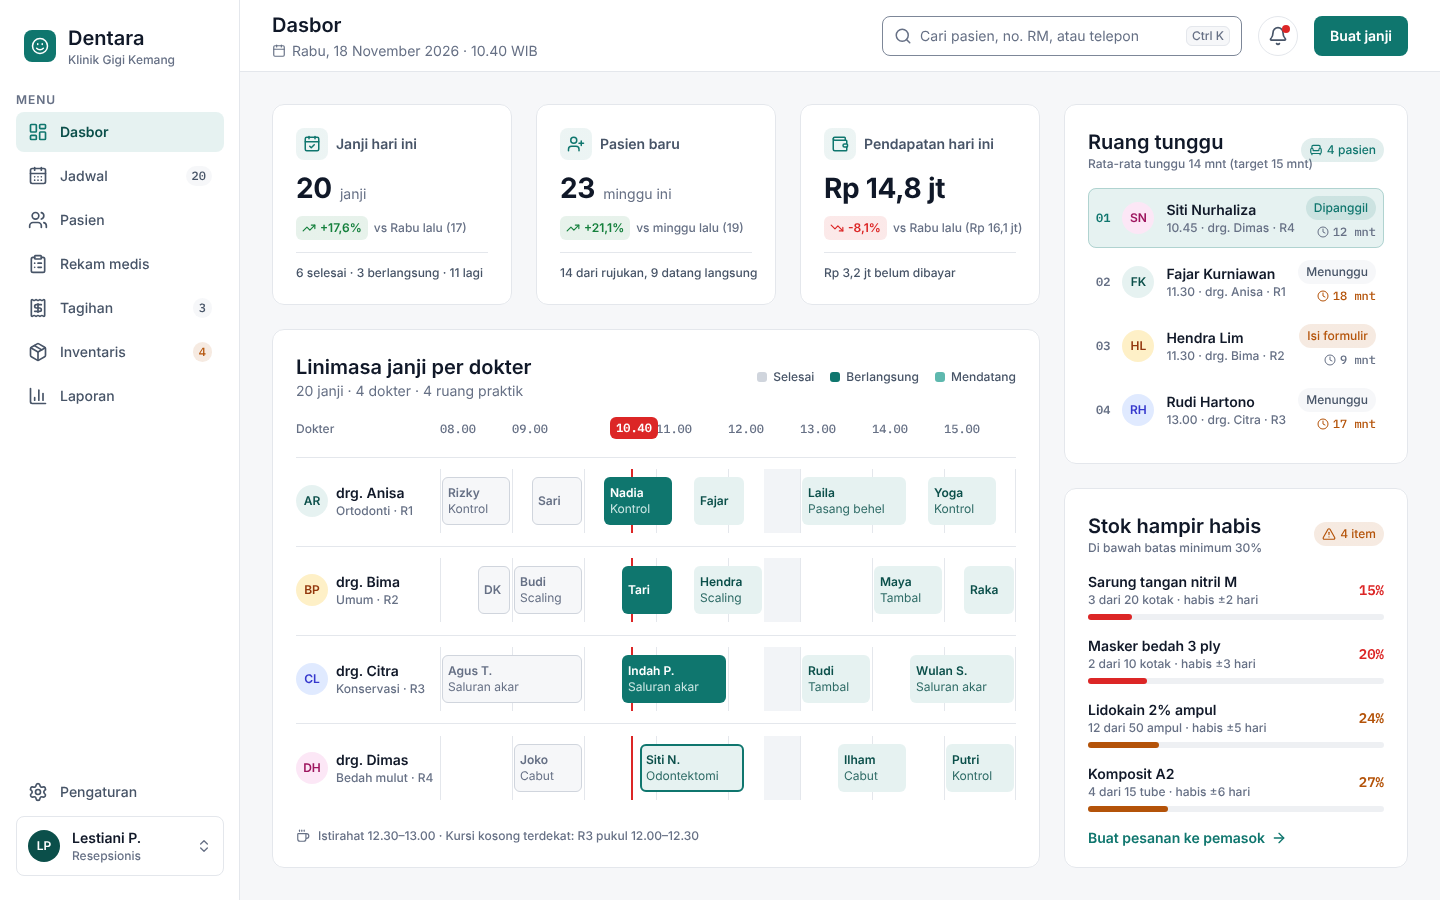 Dentara
Klinik Gigi Kemang
MENU
Dasbor
Jadwal 20
Pasien
Rekam medis
Tagihan 3
Inventaris 4
Laporan
Pengaturan
LP
Lestiani P.
Resepsionis
Dasbor
Rabu, 18 November 2026 · 10.40 WIB
Cari pasien, no. RM, atau telepon
Ctrl K
Buat janji
Janji hari ini
20 janji
+17,6% vs Rabu lalu (17)
6 selesai · 3 berlangsung · 11 lagi
Pasien baru
23 minggu ini
+21,1% vs minggu lalu (19)
14 dari rujukan, 9 datang langsung
Pendapatan hari ini
Rp 14,8 jt
-8,1% vs Rabu lalu (Rp 16,1 jt)
Rp 3,2 jt belum dibayar
Linimasa janji per dokter
20 janji · 4 dokter · 4 ruang praktik
Selesai Berlangsung Mendatang
Dokter 08.00 09.00 10.40 11.00 12.00 13.00 14.00 15.00
AR
drg. Anisa
Ortodonti · R1
Rizky
Kontrol
Sari
Nadia
Kontrol
Fajar
Laila
Pasang behel
Yoga
Kontrol
BP
drg. Bima
Umum · R2
DK
Budi
Scaling
Tari
Hendra
Scaling
Maya
Tambal
Raka
CL
drg. Citra
Konservasi · R3
Agus T.
Saluran akar
Indah P.
Saluran akar
Rudi
Tambal
Wulan S.
Saluran akar
DH
drg. Dimas
Bedah mulut · R4
Joko
Cabut
Siti N.
Odontektomi
Ilham
Cabut
Putri
Kontrol
Istirahat 12.30–13.00 · Kursi kosong terdekat: R3 pukul 12.00–12.30
Ruang tunggu
Rata-rata tunggu 14 mnt (target 15 mnt)
4 pasien
01
SN
Siti Nurhaliza
10.45 · drg. Dimas · R4
Dipanggil
12 mnt
02
FK
Fajar Kurniawan
11.30 · drg. Anisa · R1
Menunggu
18 mnt
03
HL
Hendra Lim
11.30 · drg. Bima · R2
Isi formulir
9 mnt
04
RH
Rudi Hartono
13.00 · drg. Citra · R3
Menunggu
17 mnt
Stok hampir habis
Di bawah batas minimum 30%
4 item
Sarung tangan nitril M
3 dari 20 kotak · habis ±2 hari
15%
Masker bedah 3 ply
2 dari 10 kotak · habis ±3 hari
20%
Lidokain 2% ampul
12 dari 50 ampul · habis ±5 hari
24%
Komposit A2
4 dari 15 tube · habis ±6 hari
27%
Buat pesanan ke pemasok